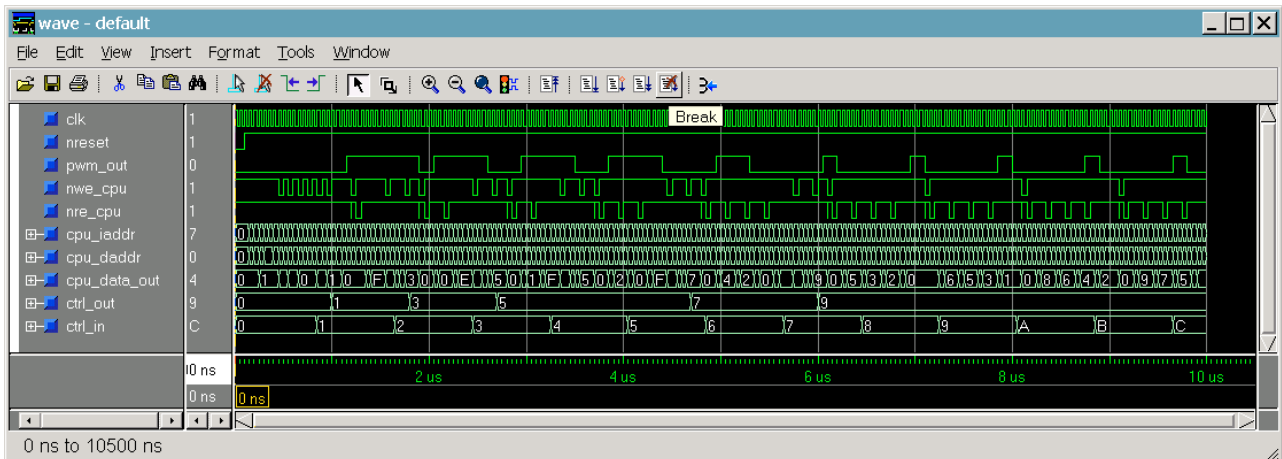 wave - default
File Edit View Insert Format Tools Window
Break
clk 1
nreset 1
pwm_out 0
nwe_cpu 1
nre_cpu 1
cpu_iaddr 7 0
cpu_daddr 0 0
cpu_data_out 4
ctrl_out 9 0 1 3 5 7 9
ctrl_in C 0 1 2 3 4 5 6 7 8 9 A B C
0 ns 2 us 4 us 6 us 8 us 10 us
0 ns 0 ns
0 ns to 10500 ns